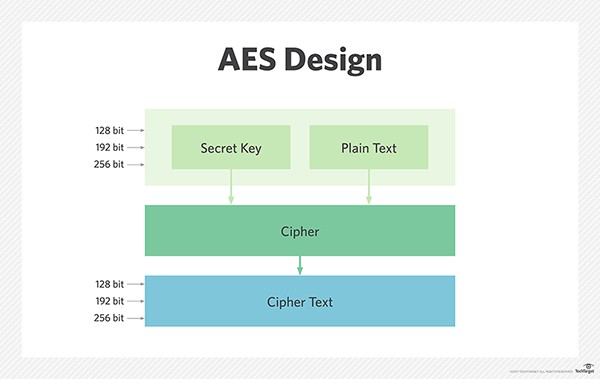 AES Design
128 bit
192 bit
256 bit
Secret Key
Plain Text
Cipher
128 bit
192 bit
256 bit
Cipher Text
TechTarget